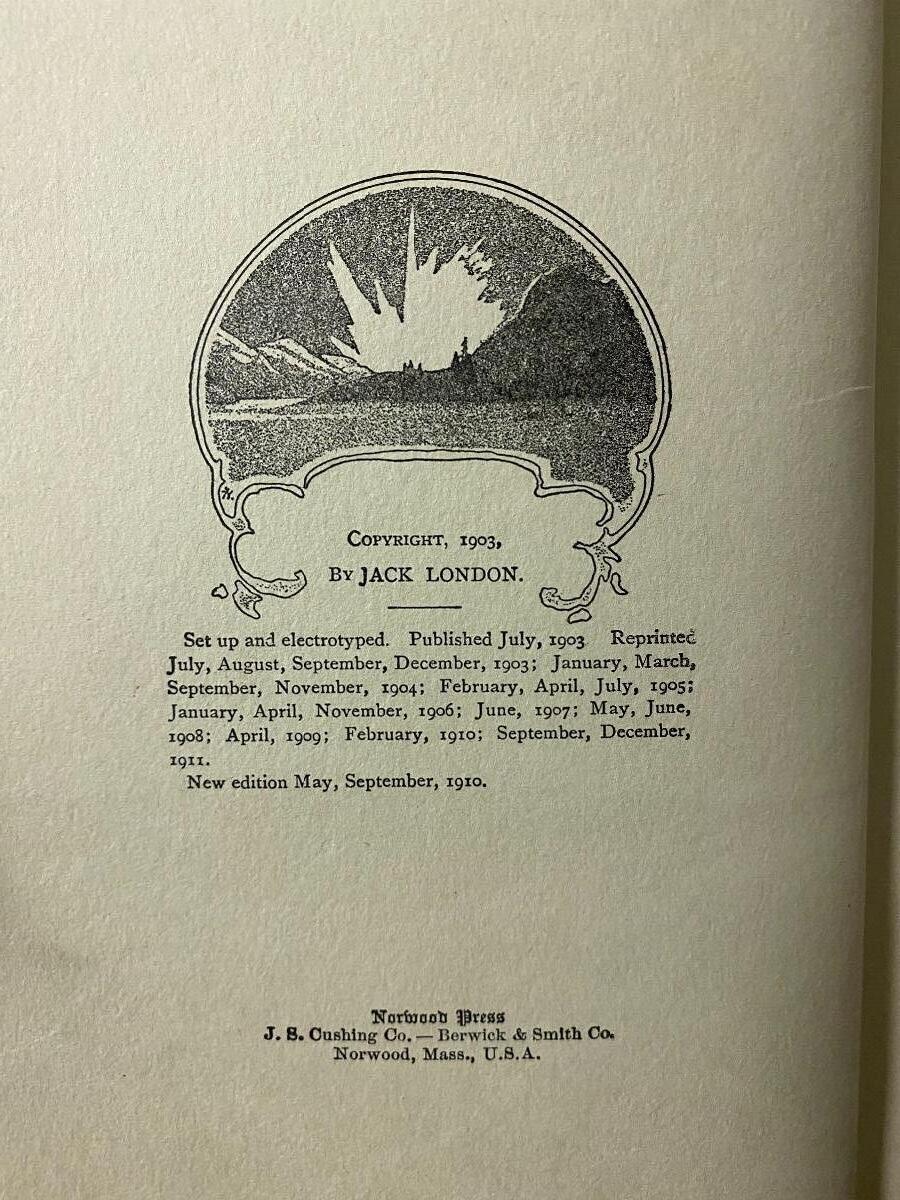 H.
COPYRIGHT, 1903,
BY JACK LONDON.
Set up and electrotyped. Published July, 1903 Reprinted
July, August, September, December, 1903; January, March,
September, November, 1904; February, April, July, 1905;
January, April, November, 1906; June, 1907; May, June,
1908; April, 1909; February, 1910; September, December,
1911.
New edition May, September, 1910.
Norwood Press
J. S. Cushing Co. — Berwick & Smith Co.
Norwood, Mass., U.S.A.